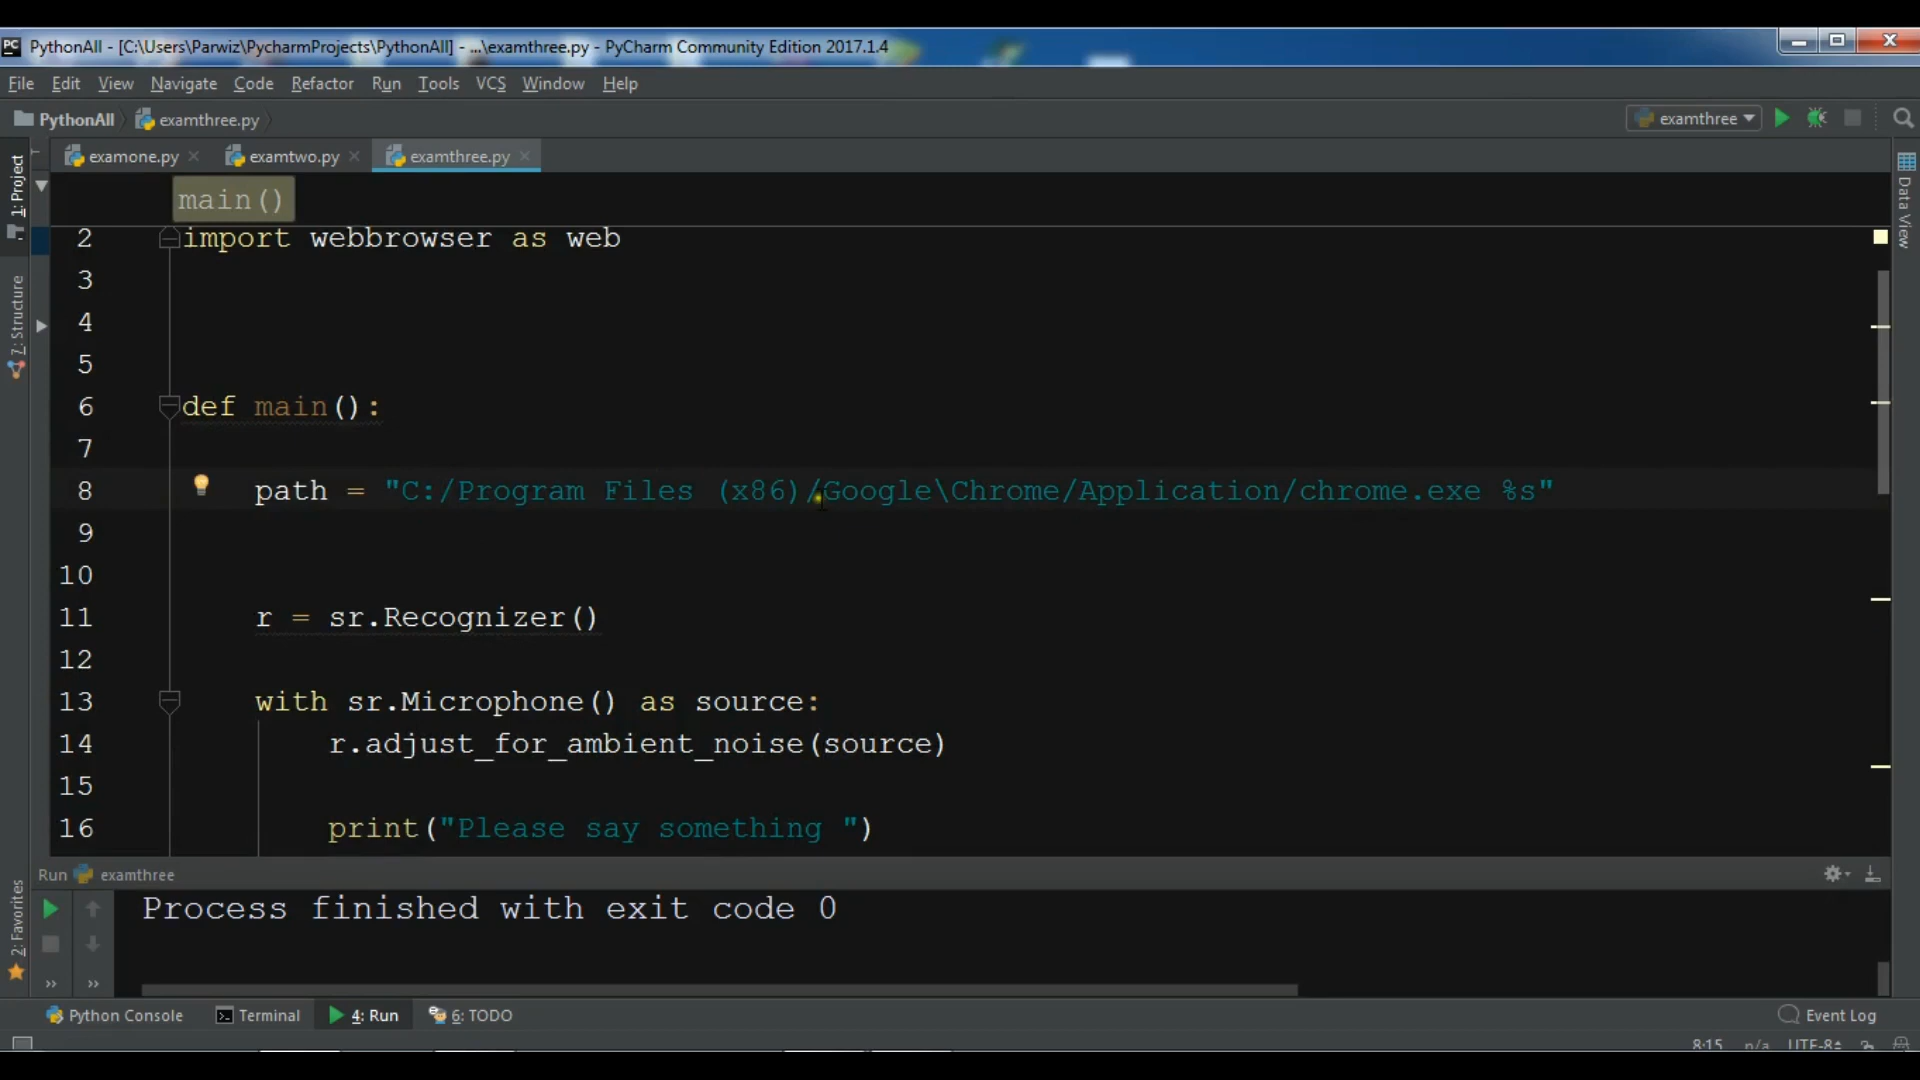 PythonAll - [C:\Users\Parwiz\PycharmProjects\PythonAll] - ...\examthree.py - PyCharm Community Edition 2017.1.4
File Edit View Navigate Code Refactor Run Tools VCS Window Help
PythonAll examthree.py examthree
examone.py examtwo.py examthree.py
1: Project
7: Structure
2: Favorites
Data View
main()
2 import webbrowser as web
3
4
5
6 def main():
7
8 path = "C:/Program Files (x86)/Google\Chrome/Application/chrome.exe %s"
9
10
11 r = sr.Recognizer()
12
13 with sr.Microphone() as source:
14 r.adjust_for_ambient_noise(source)
15
16 print("Please say something ")
Run examthree
Process finished with exit code 0
Python Console Terminal 4: Run 6: TODO Event Log
8:15 n/a UTF-8